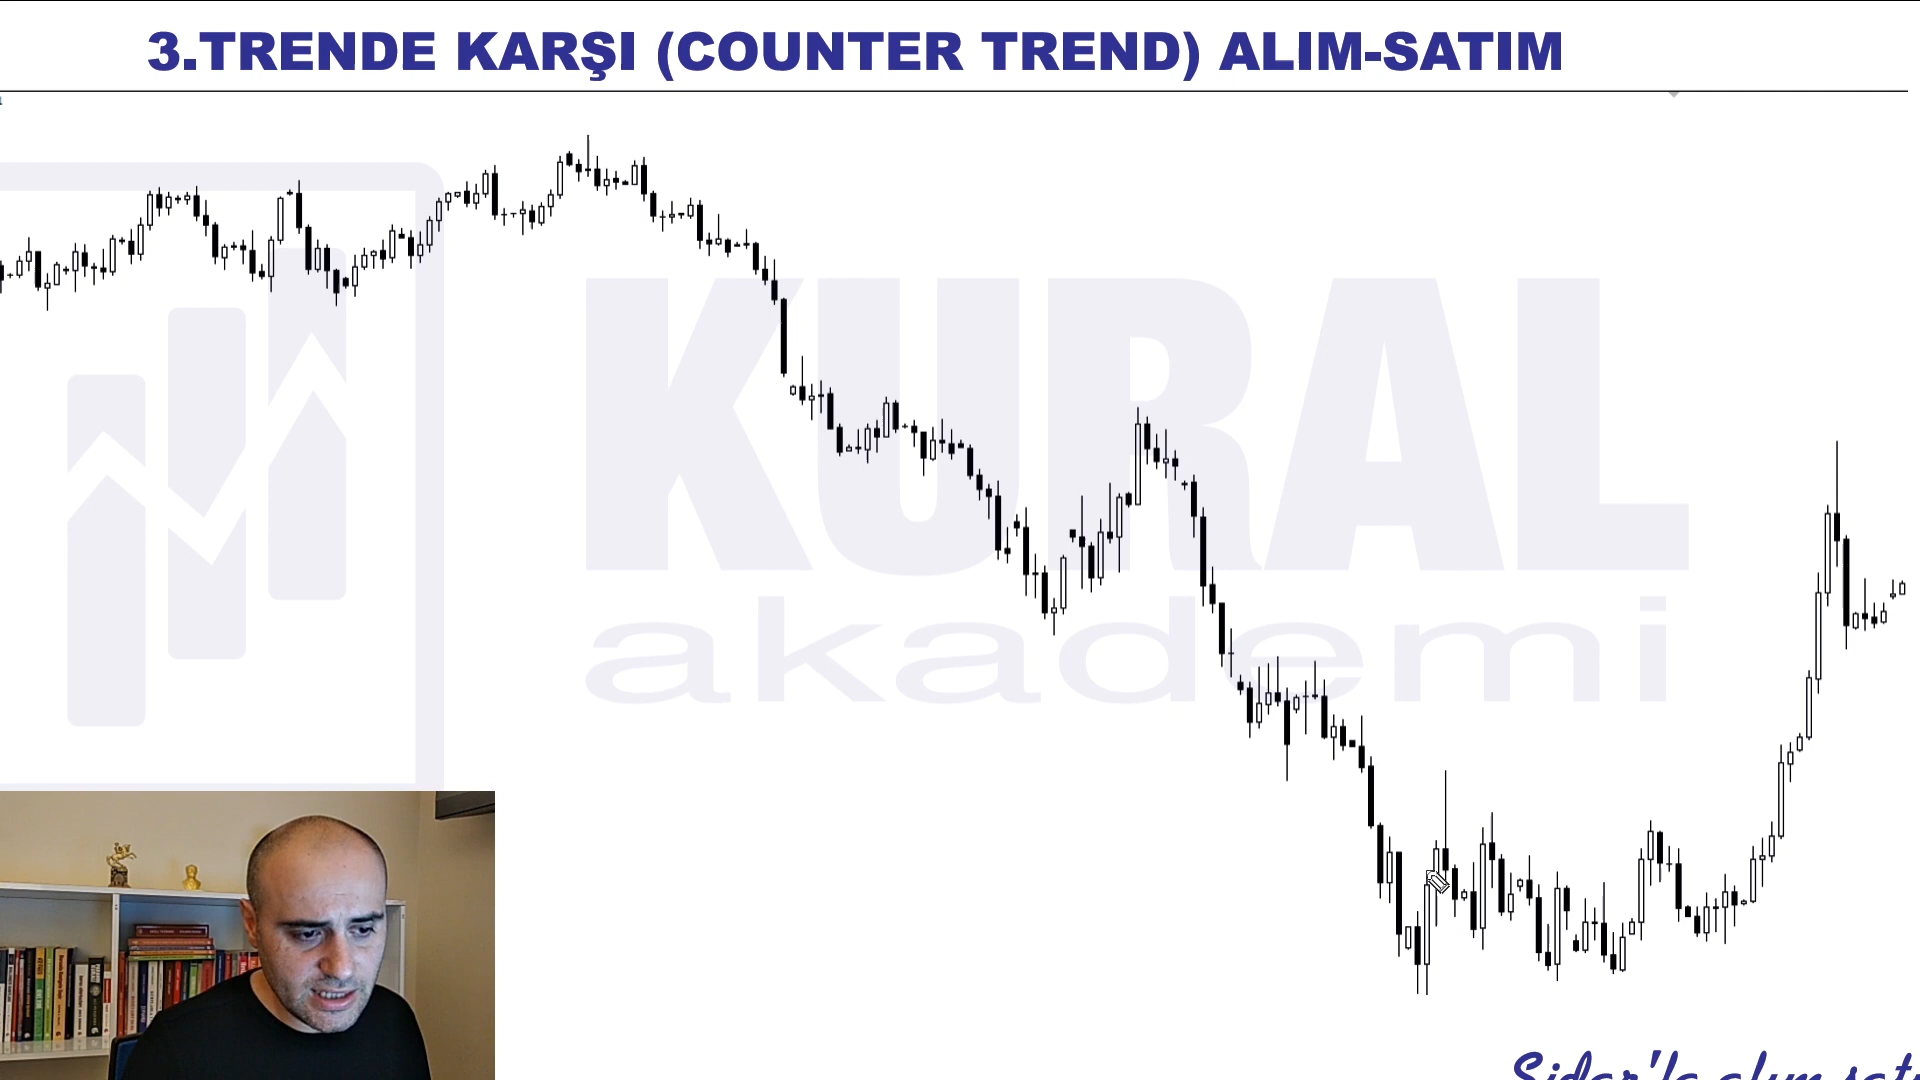 3.TRENDE KARŞI (COUNTER TREND) ALIM-SATIM
KURAL
akademi